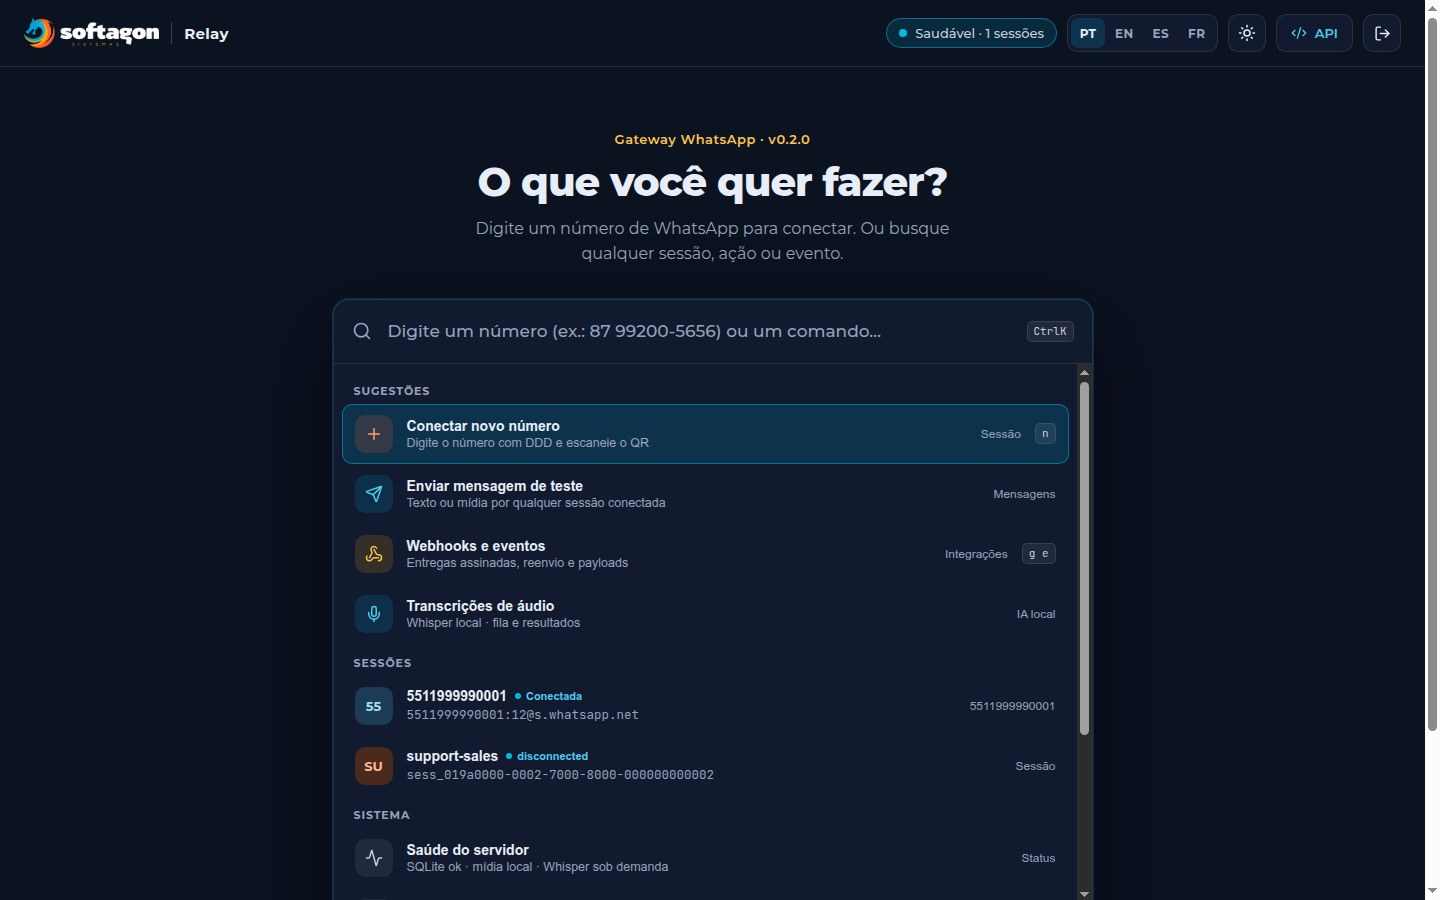 softagon
SISTEMAS
Relay
Saudável · 1 sessões
PT EN ES FR
API
Gateway WhatsApp · v0.2.0
O que você quer fazer?
Digite um número de WhatsApp para conectar. Ou busque
qualquer sessão, ação ou evento.
Digite um número (ex.: 87 99200-5656) ou um comando...
CtrlK
SUGESTÕES
Conectar novo número
Digite o número com DDD e escaneie o QR
Sessão n
Enviar mensagem de teste
Texto ou mídia por qualquer sessão conectada
Mensagens
Webhooks e eventos
Entregas assinadas, reenvio e payloads
Integrações g e
Transcrições de áudio
Whisper local · fila e resultados
IA local
SESSÕES
55
5511999990001 Conectada
5511999990001:12@s.whatsapp.net
5511999990001
SU
support-sales disconnected
sess_019a0000-0002-7000-8000-000000000002
Sessão
SISTEMA
Saúde do servidor
SQLite ok · mídia local · Whisper sob demanda
Status